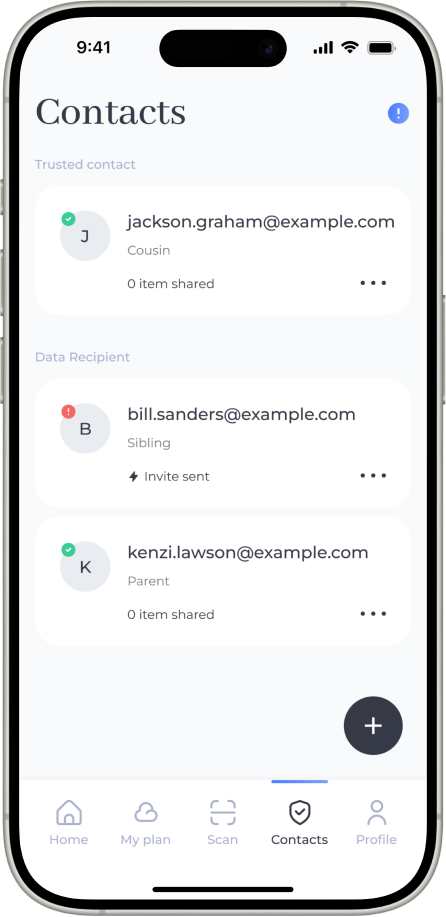 9:41
Contacts
Trusted contact
J
jackson.graham@example.com
Cousin
0 item shared
Data Recipient
B
bill.sanders@example.com
Sibling
Invite sent
K
kenzi.lawson@example.com
Parent
0 item shared
Home
My plan
Scan
Contacts
Profile